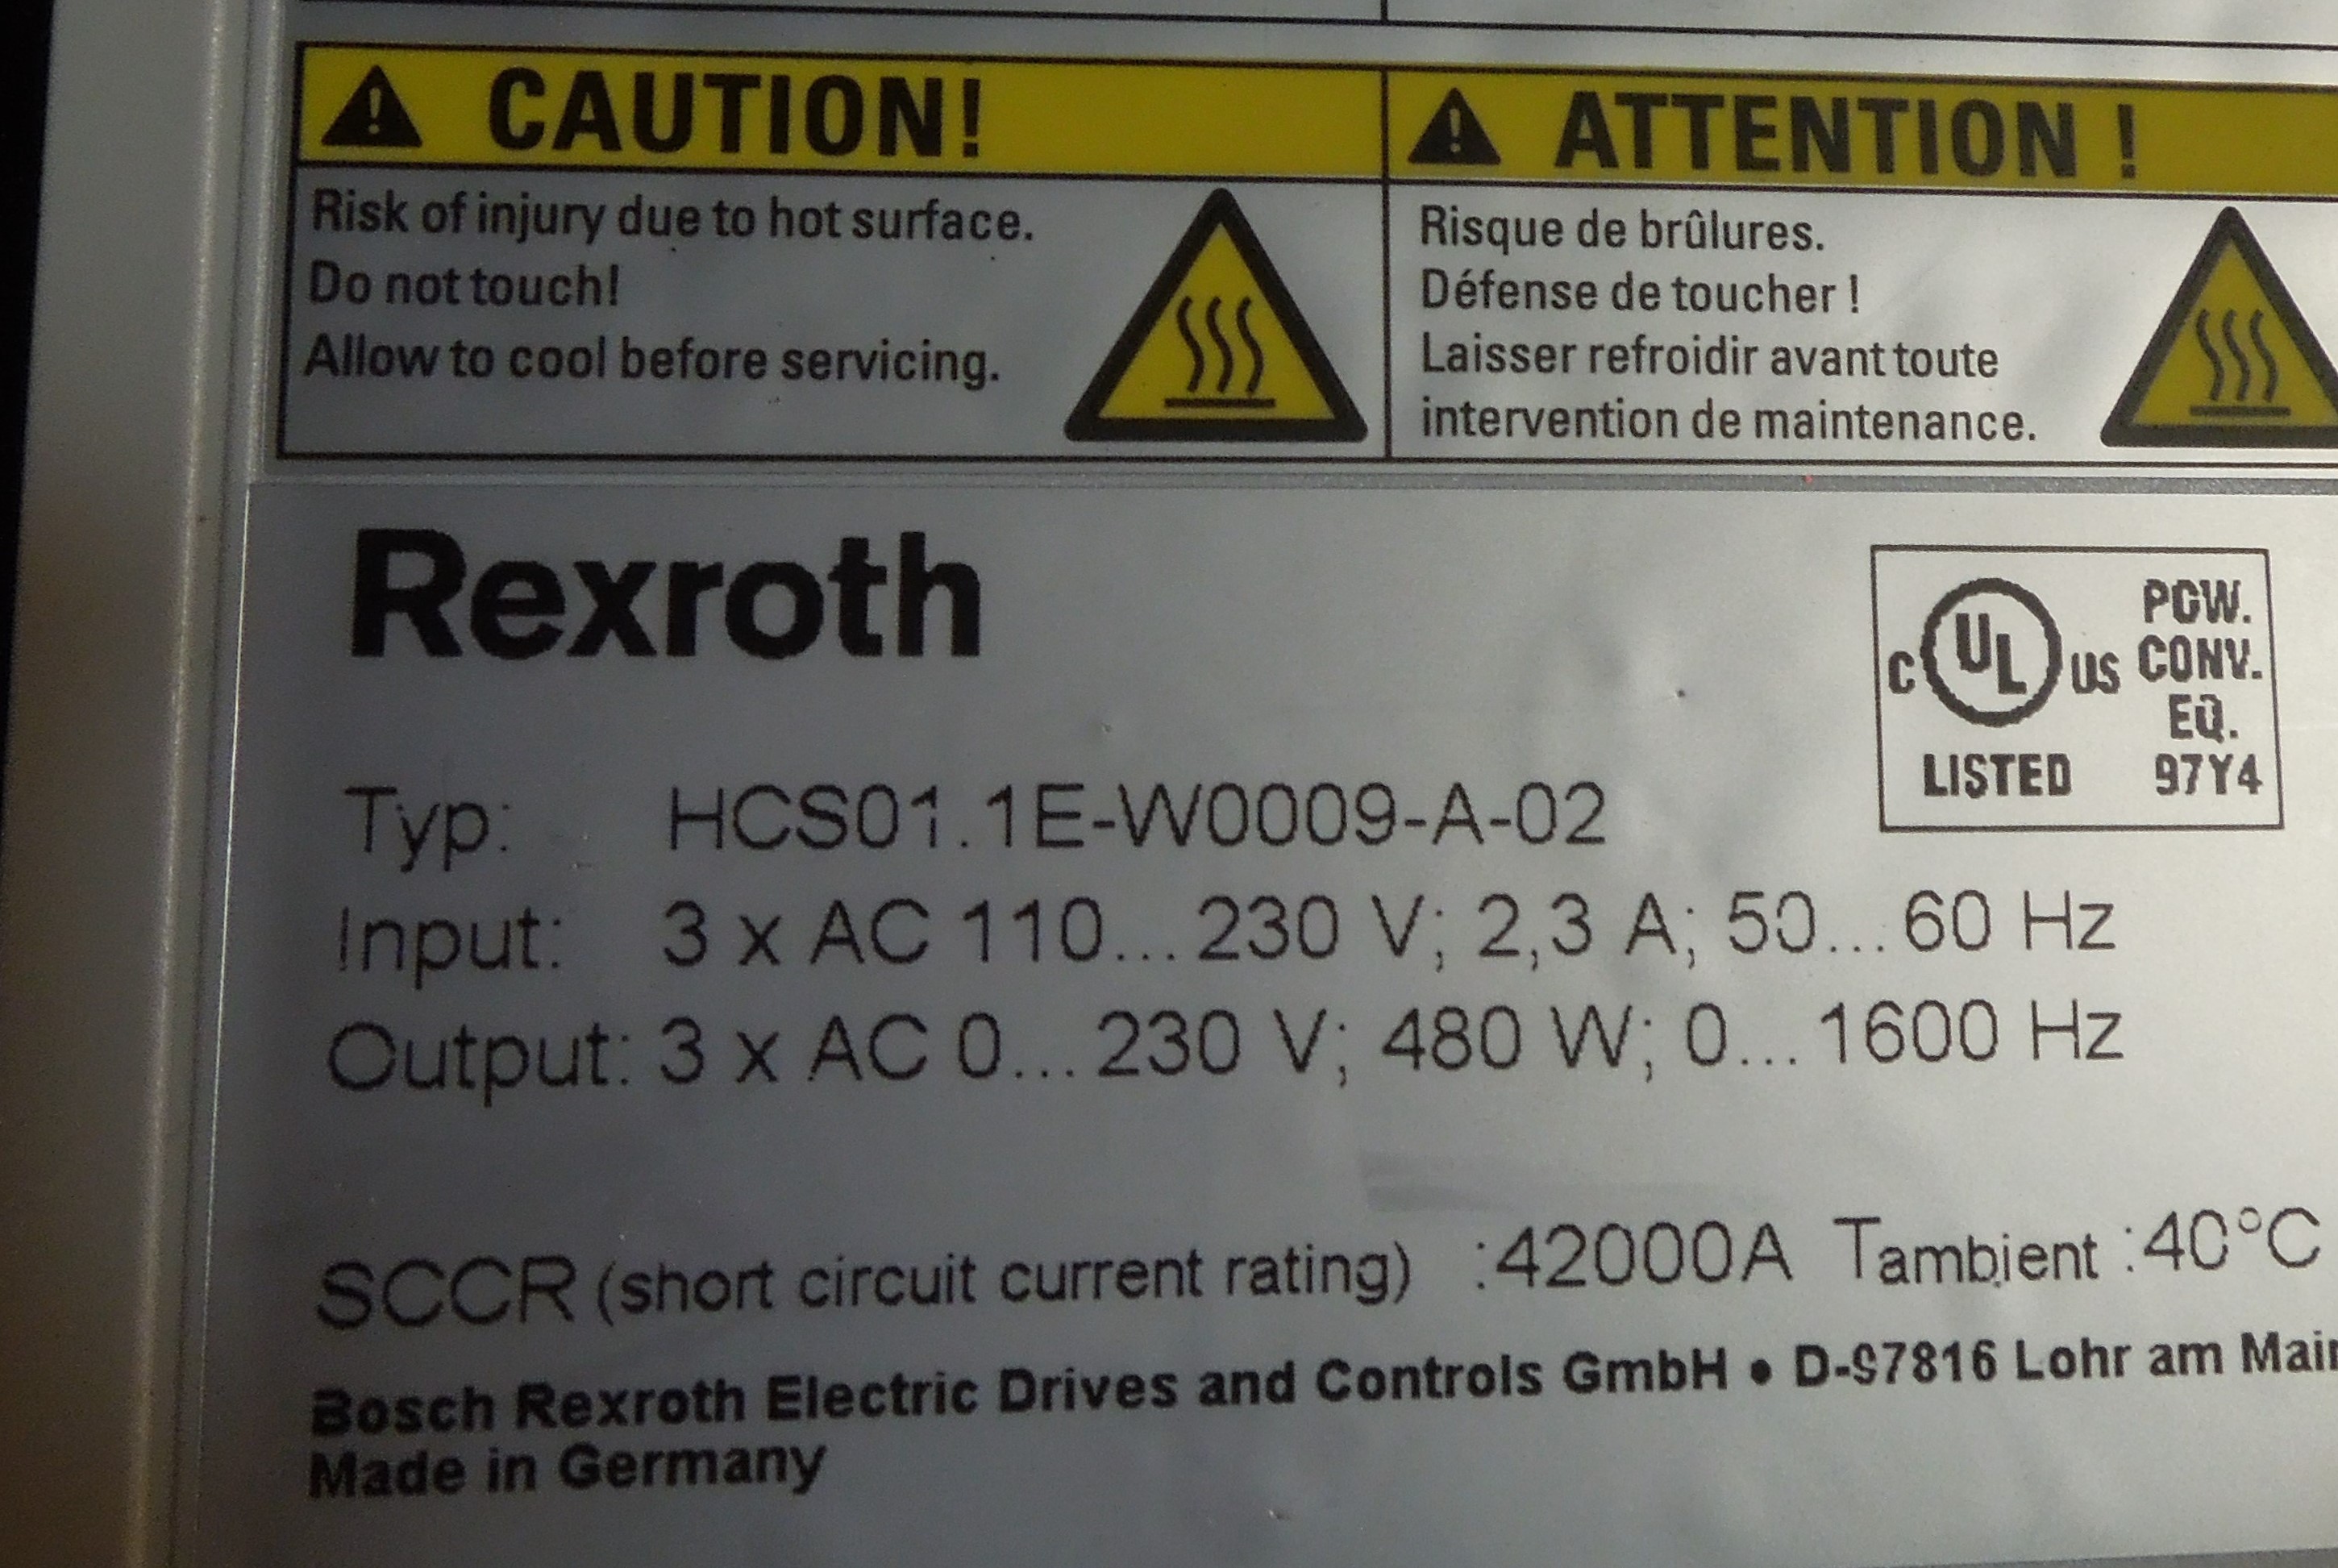 CAUTION!
Risk of injury due to hot surface.
Do not touch!
Allow to cool before servicing.
ATTENTION !
Risque de brûlures.
Défense de toucher !
Laisser refroidir avant toute
intervention de maintenance.
Rexroth
C UL US
LISTED
POW.
CONV.
EQ.
97Y4
Typ: HCS01.1E-W0009-A-02
Input: 3 x AC 110...230 V; 2,3 A; 50...60 Hz
Output: 3 x AC 0...230 V; 480 W; 0...1600 Hz
SCCR (short circuit current rating) :42000A Tambient :40°C
Bosch Rexroth Electric Drives and Controls GmbH • D-97816 Lohr am Main
Made in Germany